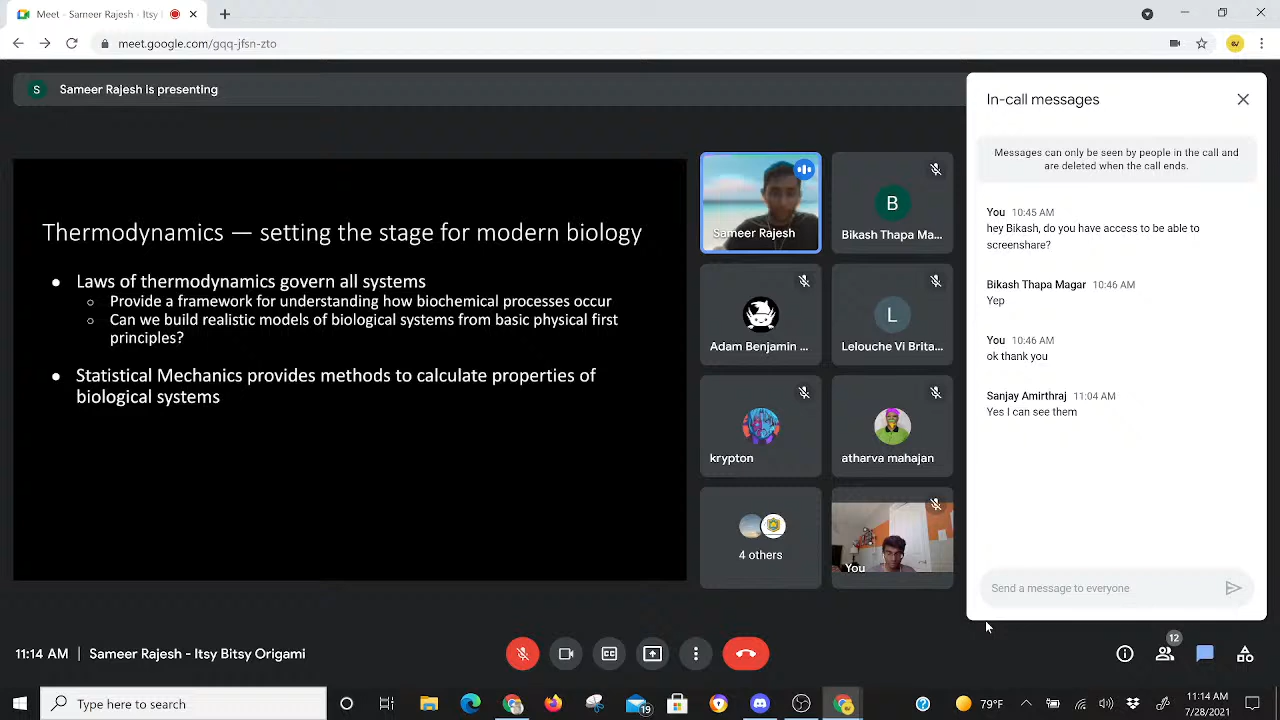 Meet - Sameer Rajesh - Itsy
meet.google.com/gqq-jfsn-zto
S
Sameer Rajesh is presenting
Thermodynamics — setting the stage for modern biology
Laws of thermodynamics govern all systems
Provide a framework for understanding how biochemical processes occur
Can we build realistic models of biological systems from basic physical first
principles?
Statistical Mechanics provides methods to calculate properties of
biological systems
Sameer Rajesh
B
Bikash Thapa Ma...
Adam Benjamin ...
L
Lelouche Vi Brita...
krypton
atharva mahajan
4 others
You
In-call messages
Messages can only be seen by people in the call and
are deleted when the call ends.
You 10:45 AM
hey Bikash, do you have access to be able to
screenshare?
Bikash Thapa Magar 10:46 AM
Yep
You 10:46 AM
ok thank you
Sanjay Amirthraj 11:04 AM
Yes I can see them
Send a message to everyone
11:14 AM | Sameer Rajesh - Itsy Bitsy Origami
12
Type here to search
19
79°F
11:14 AM
7/28/2021